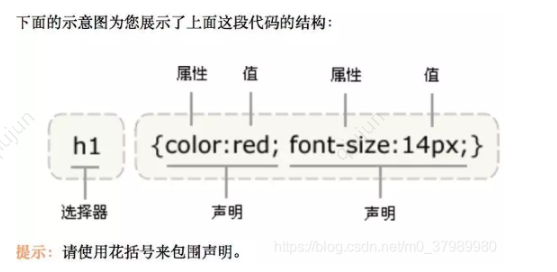 下面的示意图为您展示了上面这段代码的结构：
属性 值 属性 值
h1 {color:red; font-size:14px;}
选择器 声明 声明
提示：请使用花括号来包围声明。
https://blog.csdn.net/m0_37989980